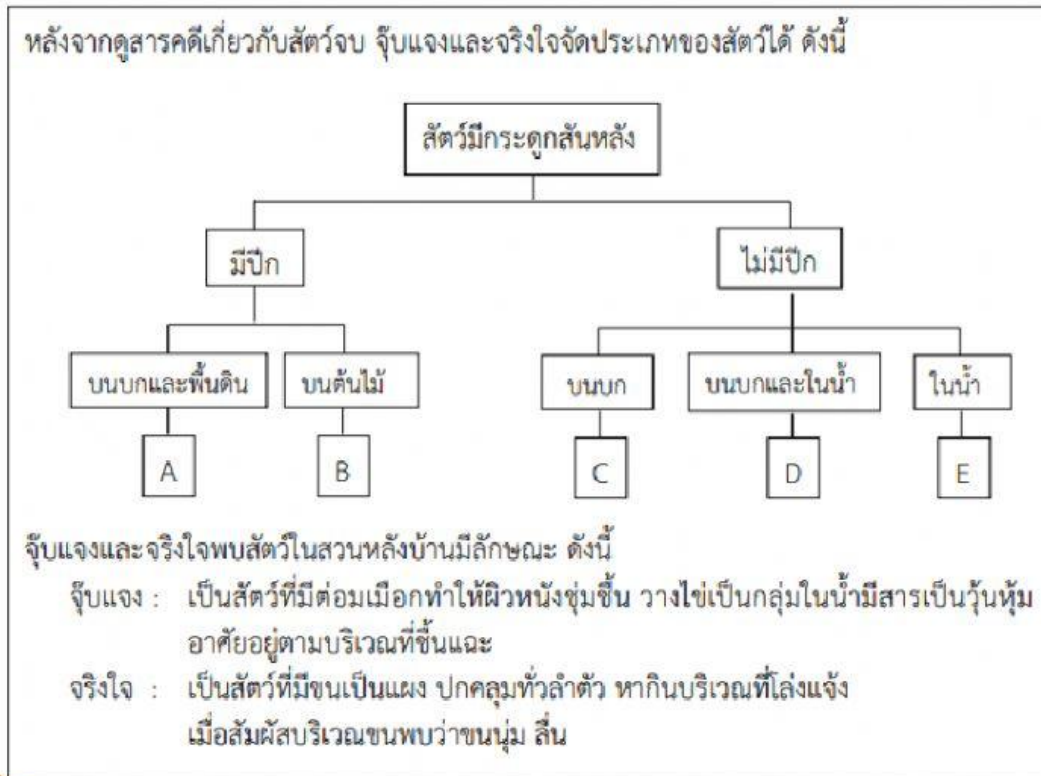 หลังจากดูสารคดีเกี่ยวกับสัตว์จบ จุ๊บแจงและจริงใจจัดประเภทของสัตว์ได้ ดังนี้
สัตว์มีกระดูกสันหลัง
มีปีก
ไม่มีปีก
บนบกและพื้นดิน
บนต้นไม้
บนบก
บนบกและในน้ำ
ในน้ำ
A
B
C
D
E
จุ๊บแจงและจริงใจพบสัตว์ในสวนหลังบ้านมีลักษณะ ดังนี้
จุ๊บแจง : เป็นสัตว์ที่มีต่อมเมือกทำให้ผิวหนังชุ่มชื้น วางไข่เป็นกลุ่มในน้ำมีสารเป็นวุ้นหุ้ม
อาศัยอยู่ตามบริเวณที่ชื้นแฉะ
จริงใจ : เป็นสัตว์ที่มีขนเป็นแผง ปกคลุมทั่วลำตัว หากินบริเวณที่โล่งแจ้ง
เมื่อสัมผัสบริเวณขนพบว่าขนนุ่ม ลื่น